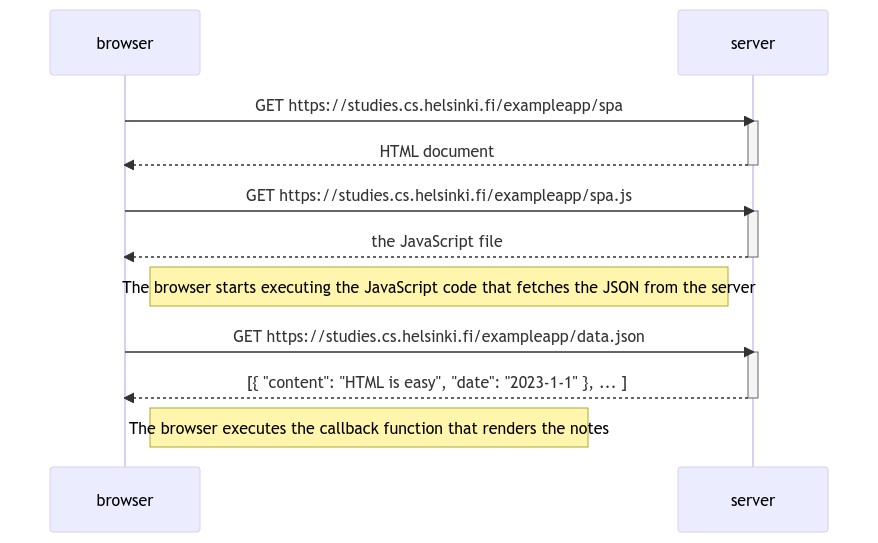 browser
server
GET https://studies.cs.helsinki.fi/exampleapp/spa
HTML document
GET https://studies.cs.helsinki.fi/exampleapp/spa.js
the JavaScript file
The browser starts executing the JavaScript code that fetches the JSON from the server
GET https://studies.cs.helsinki.fi/exampleapp/data.json
[{ "content": "HTML is easy", "date": "2023-1-1" }, ... ]
The browser executes the callback function that renders the notes
browser
server